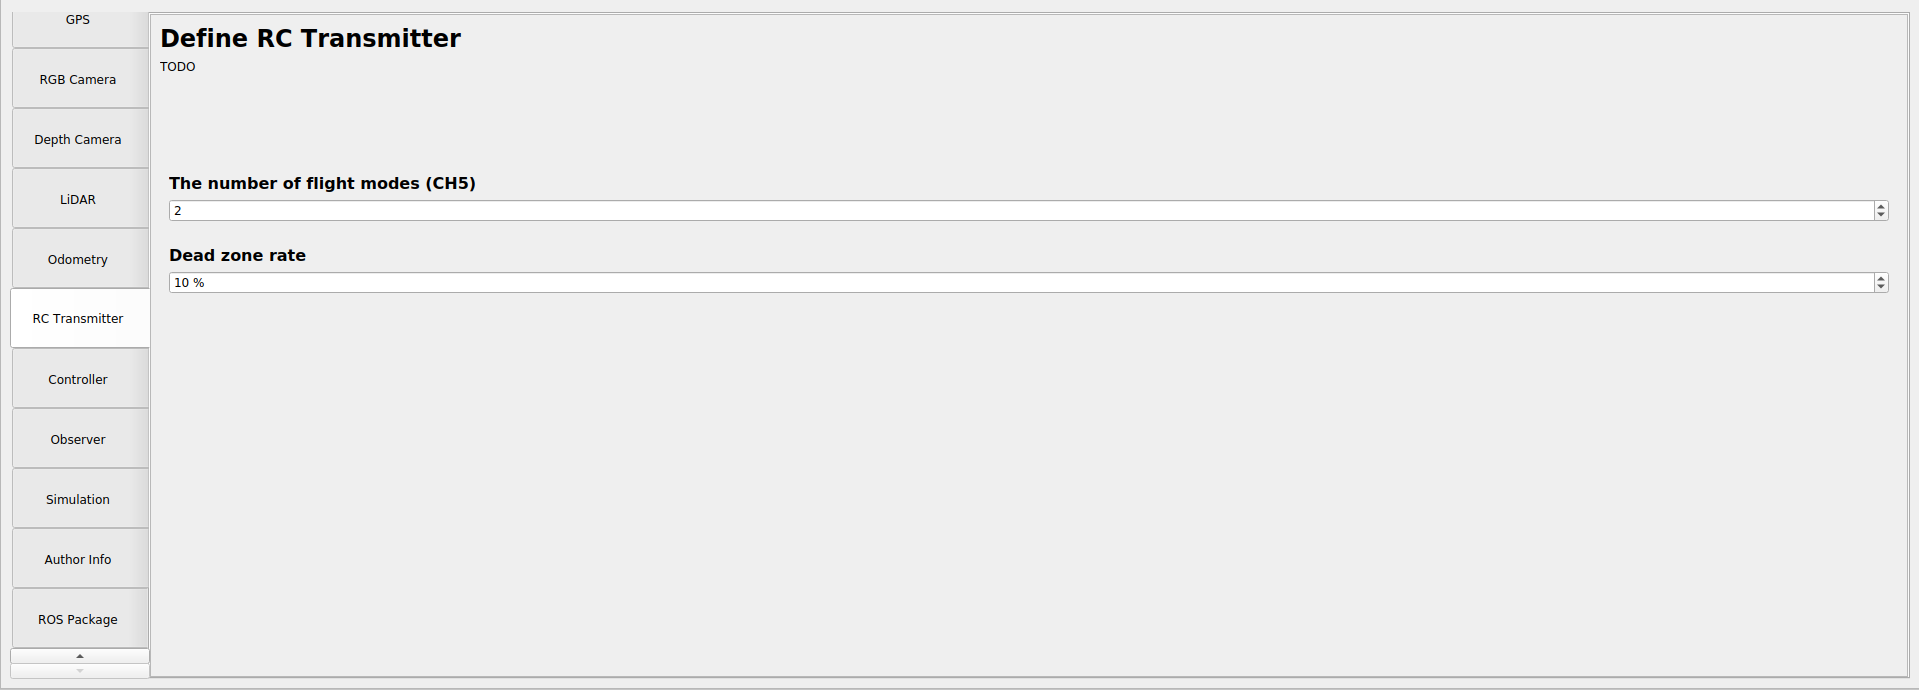 GPS
RGB Camera
Depth Camera
LiDAR
Odometry
RC Transmitter
Controller
Observer
Simulation
Author Info
ROS Package
Define RC Transmitter
TODO
The number of flight modes (CH5)
2
Dead zone rate
10 %